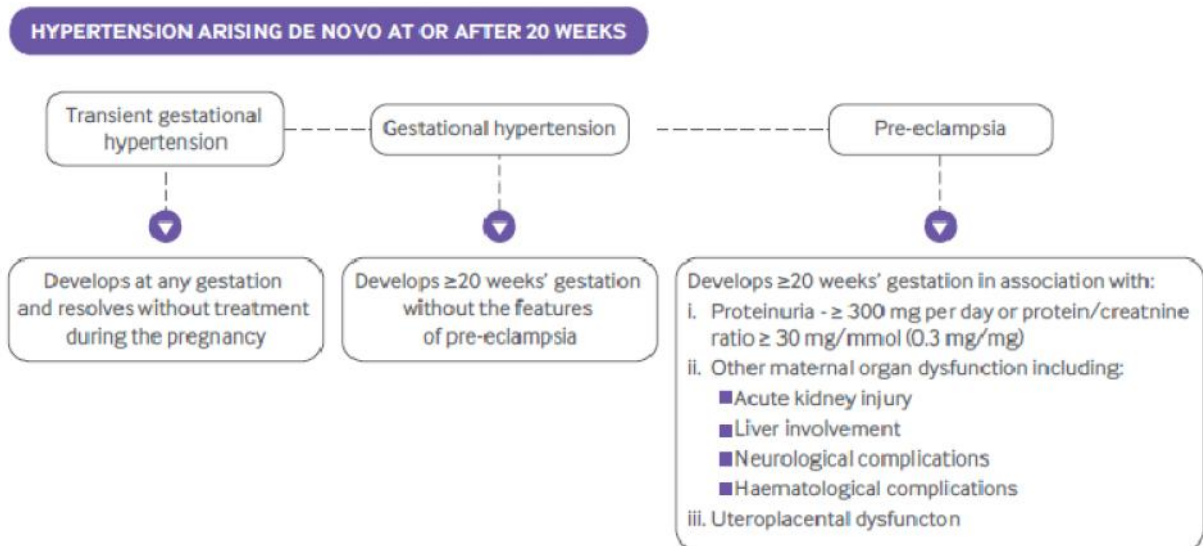 HYPERTENSION ARISING DE NOVO AT OR AFTER 20 WEEKS
Transient gestational
hypertension
Gestational hypertension
Pre-eclampsia
Develops at any gestation
and resolves without treatment
during the pregnancy
Develops ≥20 weeks' gestation
without the features
of pre-eclampsia
Develops ≥20 weeks' gestation in association with:
i. Proteinuria - ≥ 300 mg per day or protein/creatnine
ratio ≥ 30 mg/mmol (0.3 mg/mg)
ii. Other maternal organ dysfunction including:
■Acute kidney injury
■Liver involvement
■Neurological complications
■Haematological complications
iii. Uteroplacental dysfuncton